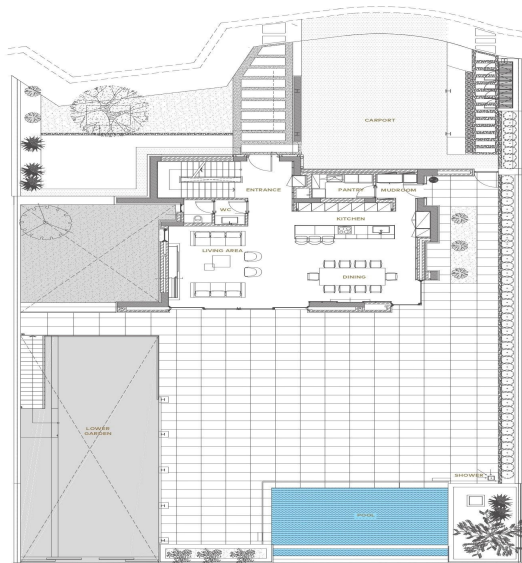 CARPORT
ENTRANCE
PANTRY
MUDROOM
WC
KITCHEN
LIVING AREA
DINING
LOWER
GARDEN
SHOWER
POOL